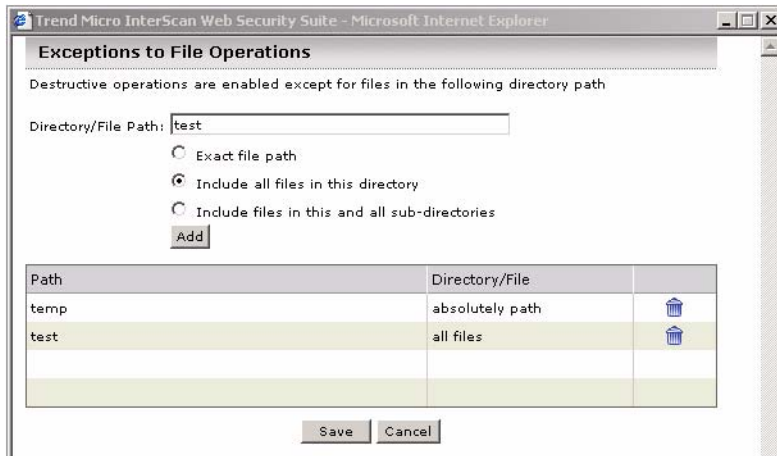 Trend Micro InterScan Web Security Suite - Microsoft Internet Explorer
Exceptions to File Operations
Destructive operations are enabled except for files in the following directory path
Directory/File Path: test
Exact file path
Include all files in this directory
Include files in this and all sub-directories
Add
Path Directory/File
temp absolutely path
test all files
Save Cancel